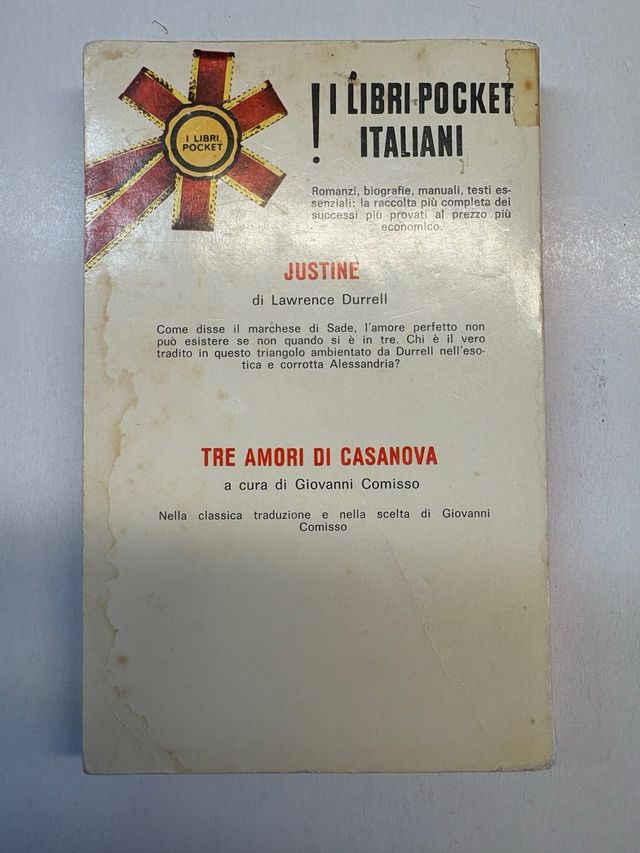 I LIBRI
POCKET
! I LIBRI POCKET
ITALIANI
Romanzi, biografie, manuali, testi es-
senziali: la raccolta più completa dei
successi più provati al prezzo più
economico.
JUSTINE
di Lawrence Durrell
Come disse il marchese di Sade, l'amore perfetto non
può esistere se non quando si è in tre. Chi è il vero
tradito in questo triangolo ambientato da Durrell nell'eso-
tica e corrotta Alessandria?
TRE AMORI DI CASANOVA
a cura di Giovanni Comisso
Nella classica traduzione e nella scelta di Giovanni
Comisso